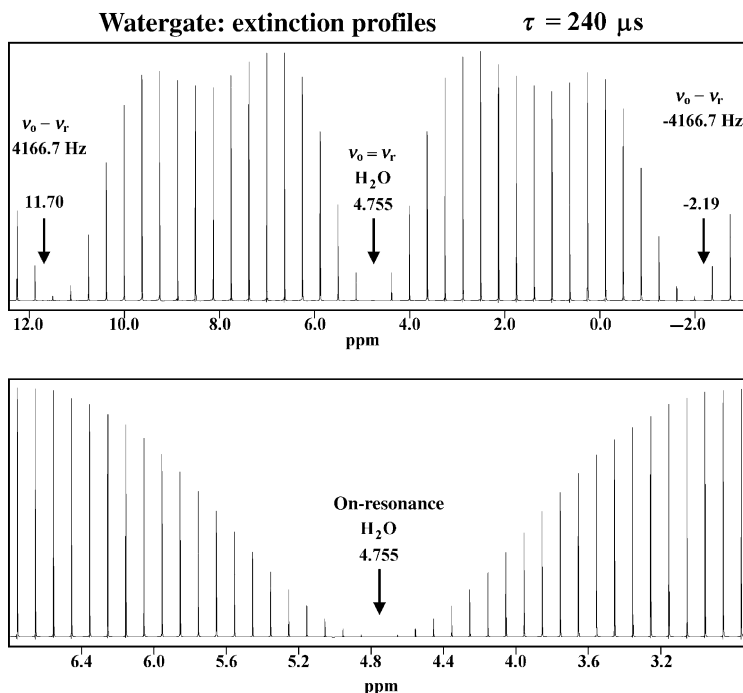 Watergate: extinction profiles τ = 240 μs
ν₀ – νᵣ
4166.7 Hz
11.70
ν₀ = νᵣ
H₂O
4.755
ν₀ – νᵣ
-4166.7 Hz
-2.19
12.0 10.0 8.0 6.0 4.0 2.0 0.0 –2.0
ppm
On-resonance
H₂O
4.755
6.4 6.0 5.6 5.2 4.8 4.4 4.0 3.6 3.2
ppm